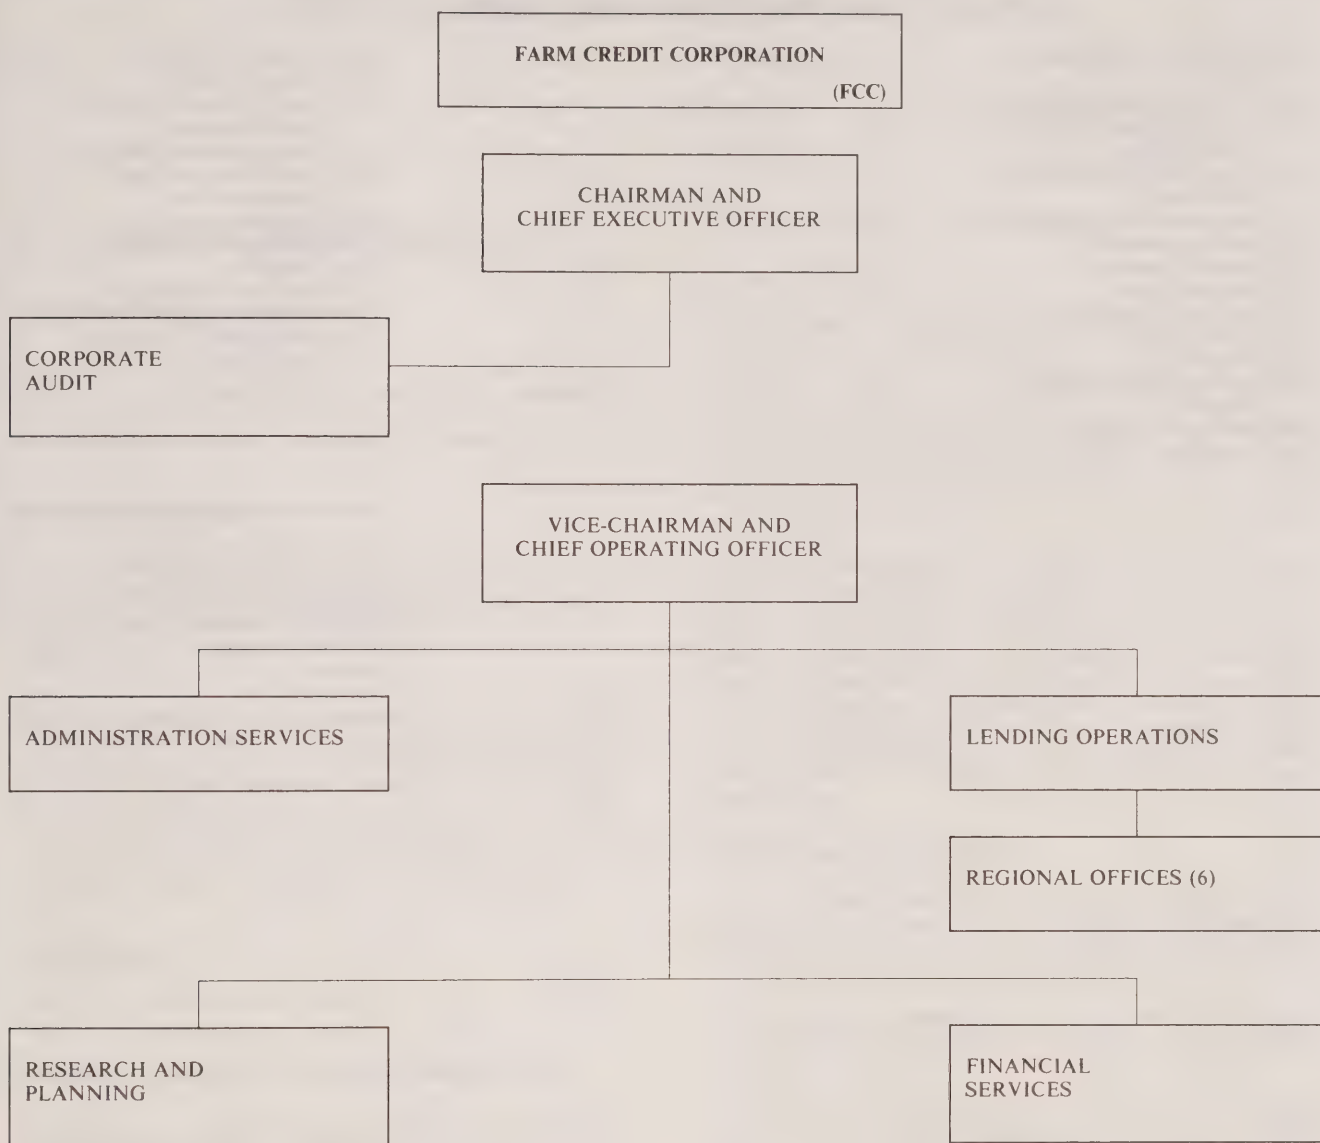 FARM CREDIT CORPORATION
(FCC)
CHAIRMAN AND
CHIEF EXECUTIVE OFFICER
CORPORATE
AUDIT
VICE-CHAIRMAN AND
CHIEF OPERATING OFFICER
ADMINISTRATION SERVICES
LENDING OPERATIONS
REGIONAL OFFICES (6)
RESEARCH AND
PLANNING
FINANCIAL
SERVICES